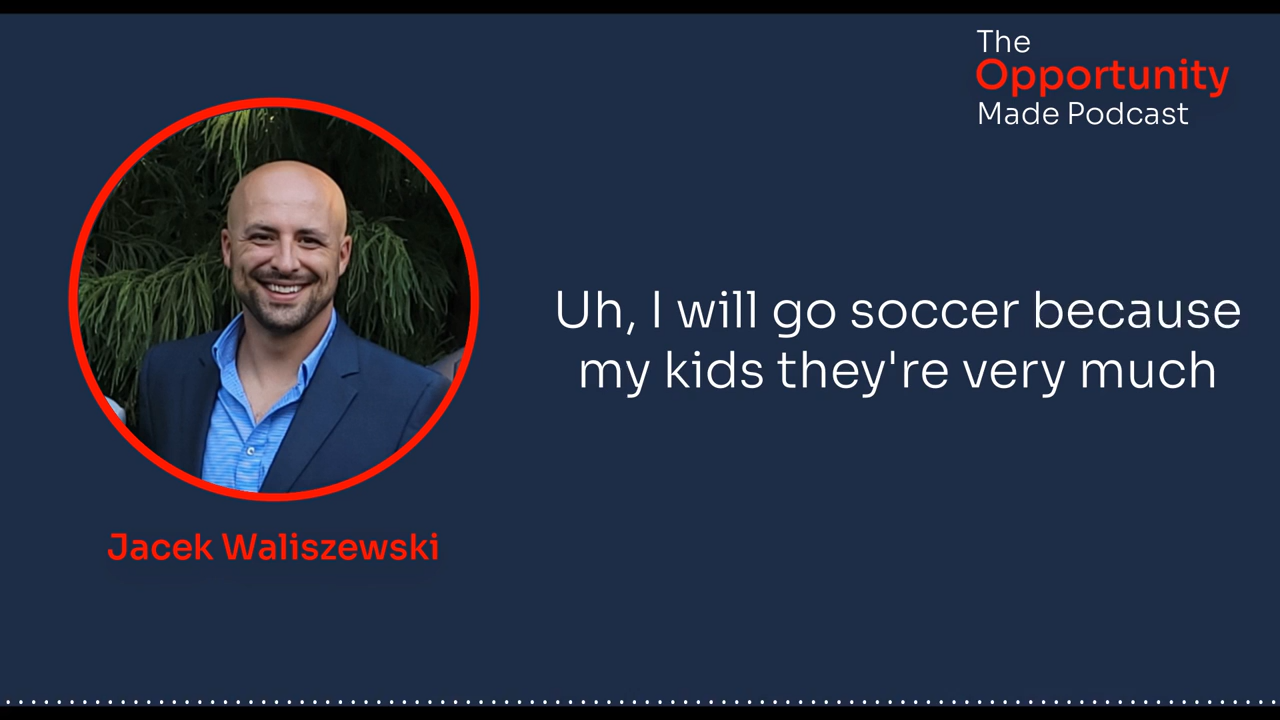 The
Opportunity
Made Podcast
Uh, I will go soccer because
my kids they're very much
Jacek Waliszewski